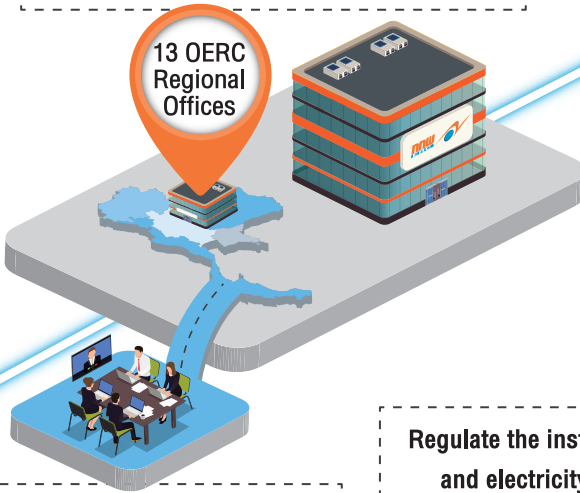 13 OERC
Regional
Offices
Regulate the inst
and electricity